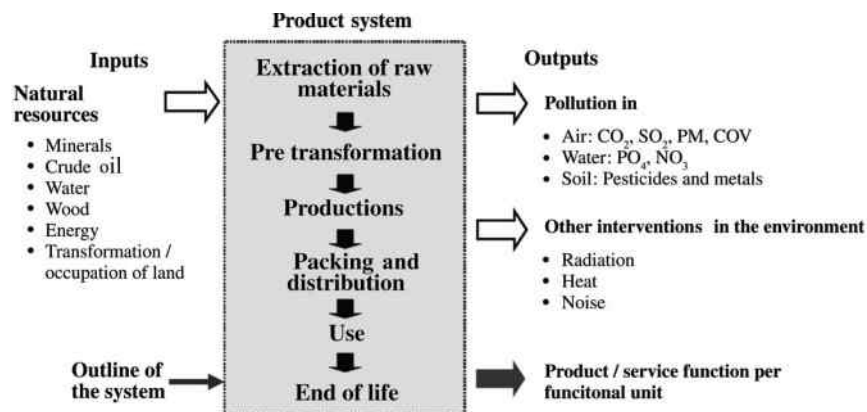 Product system
Inputs
Natural
resources
• Minerals
• Crude oil
• Water
• Wood
• Energy
• Transformation /
occupation of land
Outline of
the system
Extraction of raw
materials
Pre transformation
Productions
Packing and
distribution
Use
End of life
Outputs
Pollution in
• Air: CO₂, SO₂, PM, COV
• Water: PO₄, NO₃
• Soil: Pesticides and metals
Other interventions in the environment
• Radiation
• Heat
• Noise
Product / service function per
funcitonal unit